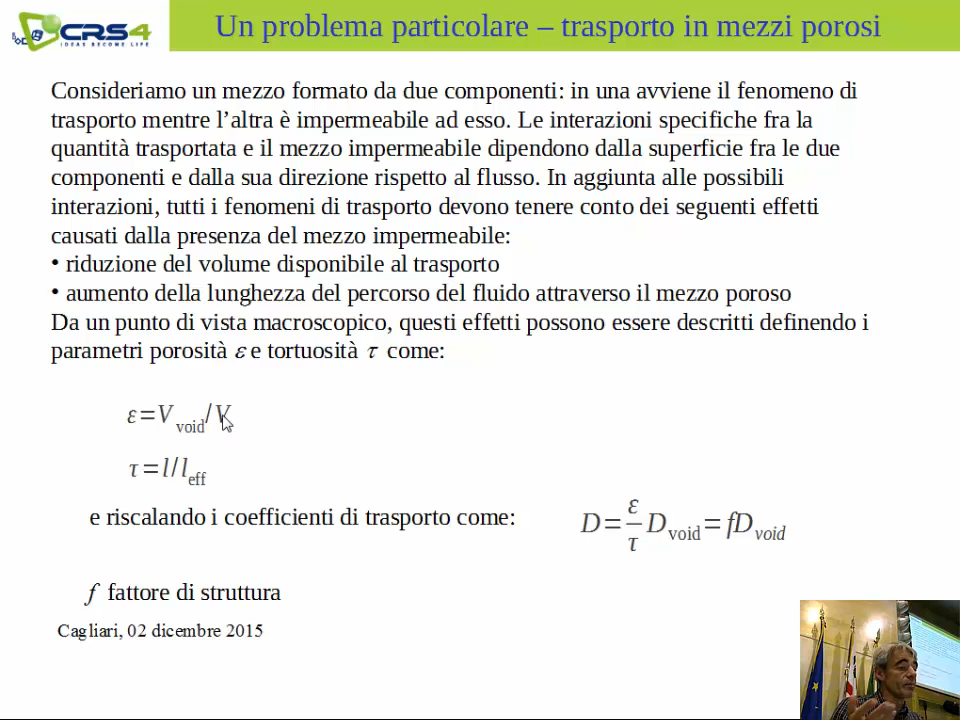 CRS4
IDEAS BECOME LIFE
Un problema particolare – trasporto in mezzi porosi
Consideriamo un mezzo formato da due componenti: in una avviene il fenomeno di
trasporto mentre l’altra è impermeabile ad esso. Le interazioni specifiche fra la
quantità trasportata e il mezzo impermeabile dipendono dalla superficie fra le due
componenti e dalla sua direzione rispetto al flusso. In aggiunta alle possibili
interazioni, tutti i fenomeni di trasporto devono tenere conto dei seguenti effetti
causati dalla presenza del mezzo impermeabile:
• riduzione del volume disponibile al trasporto
• aumento della lunghezza del percorso del fluido attraverso il mezzo poroso
Da un punto di vista macroscopico, questi effetti possono essere descritti definendo i
parametri porosità ε e tortuosità τ come:
ε=V void/V
τ=l/l eff
e riscalando i coefficienti di trasporto come:
D=ε/τ D void=fD void
f fattore di struttura
Cagliari, 02 dicembre 2015